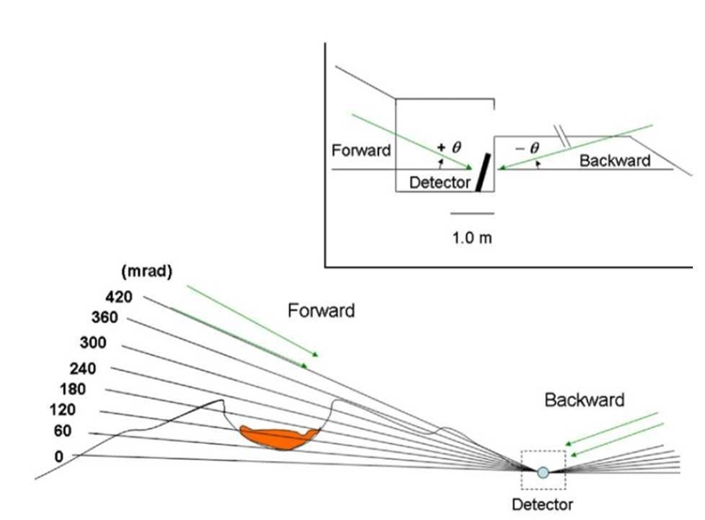 + θ
− θ
Forward
Backward
Detector
1.0 m
(mrad)
420
360
300
240
180
120
60
0
Forward
Backward
Detector